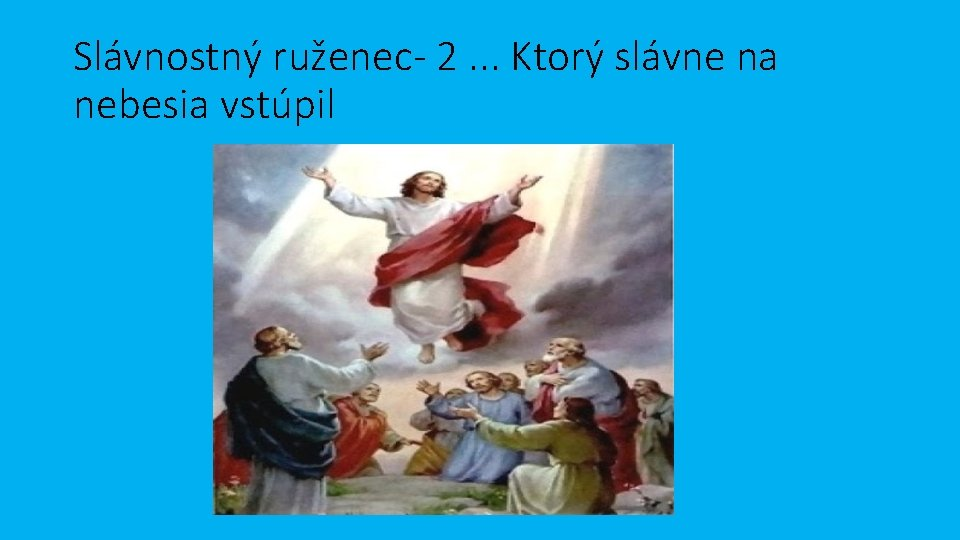 Slávnostný ruženec- 2 ... Ktorý slávne na
nebesia vstúpil